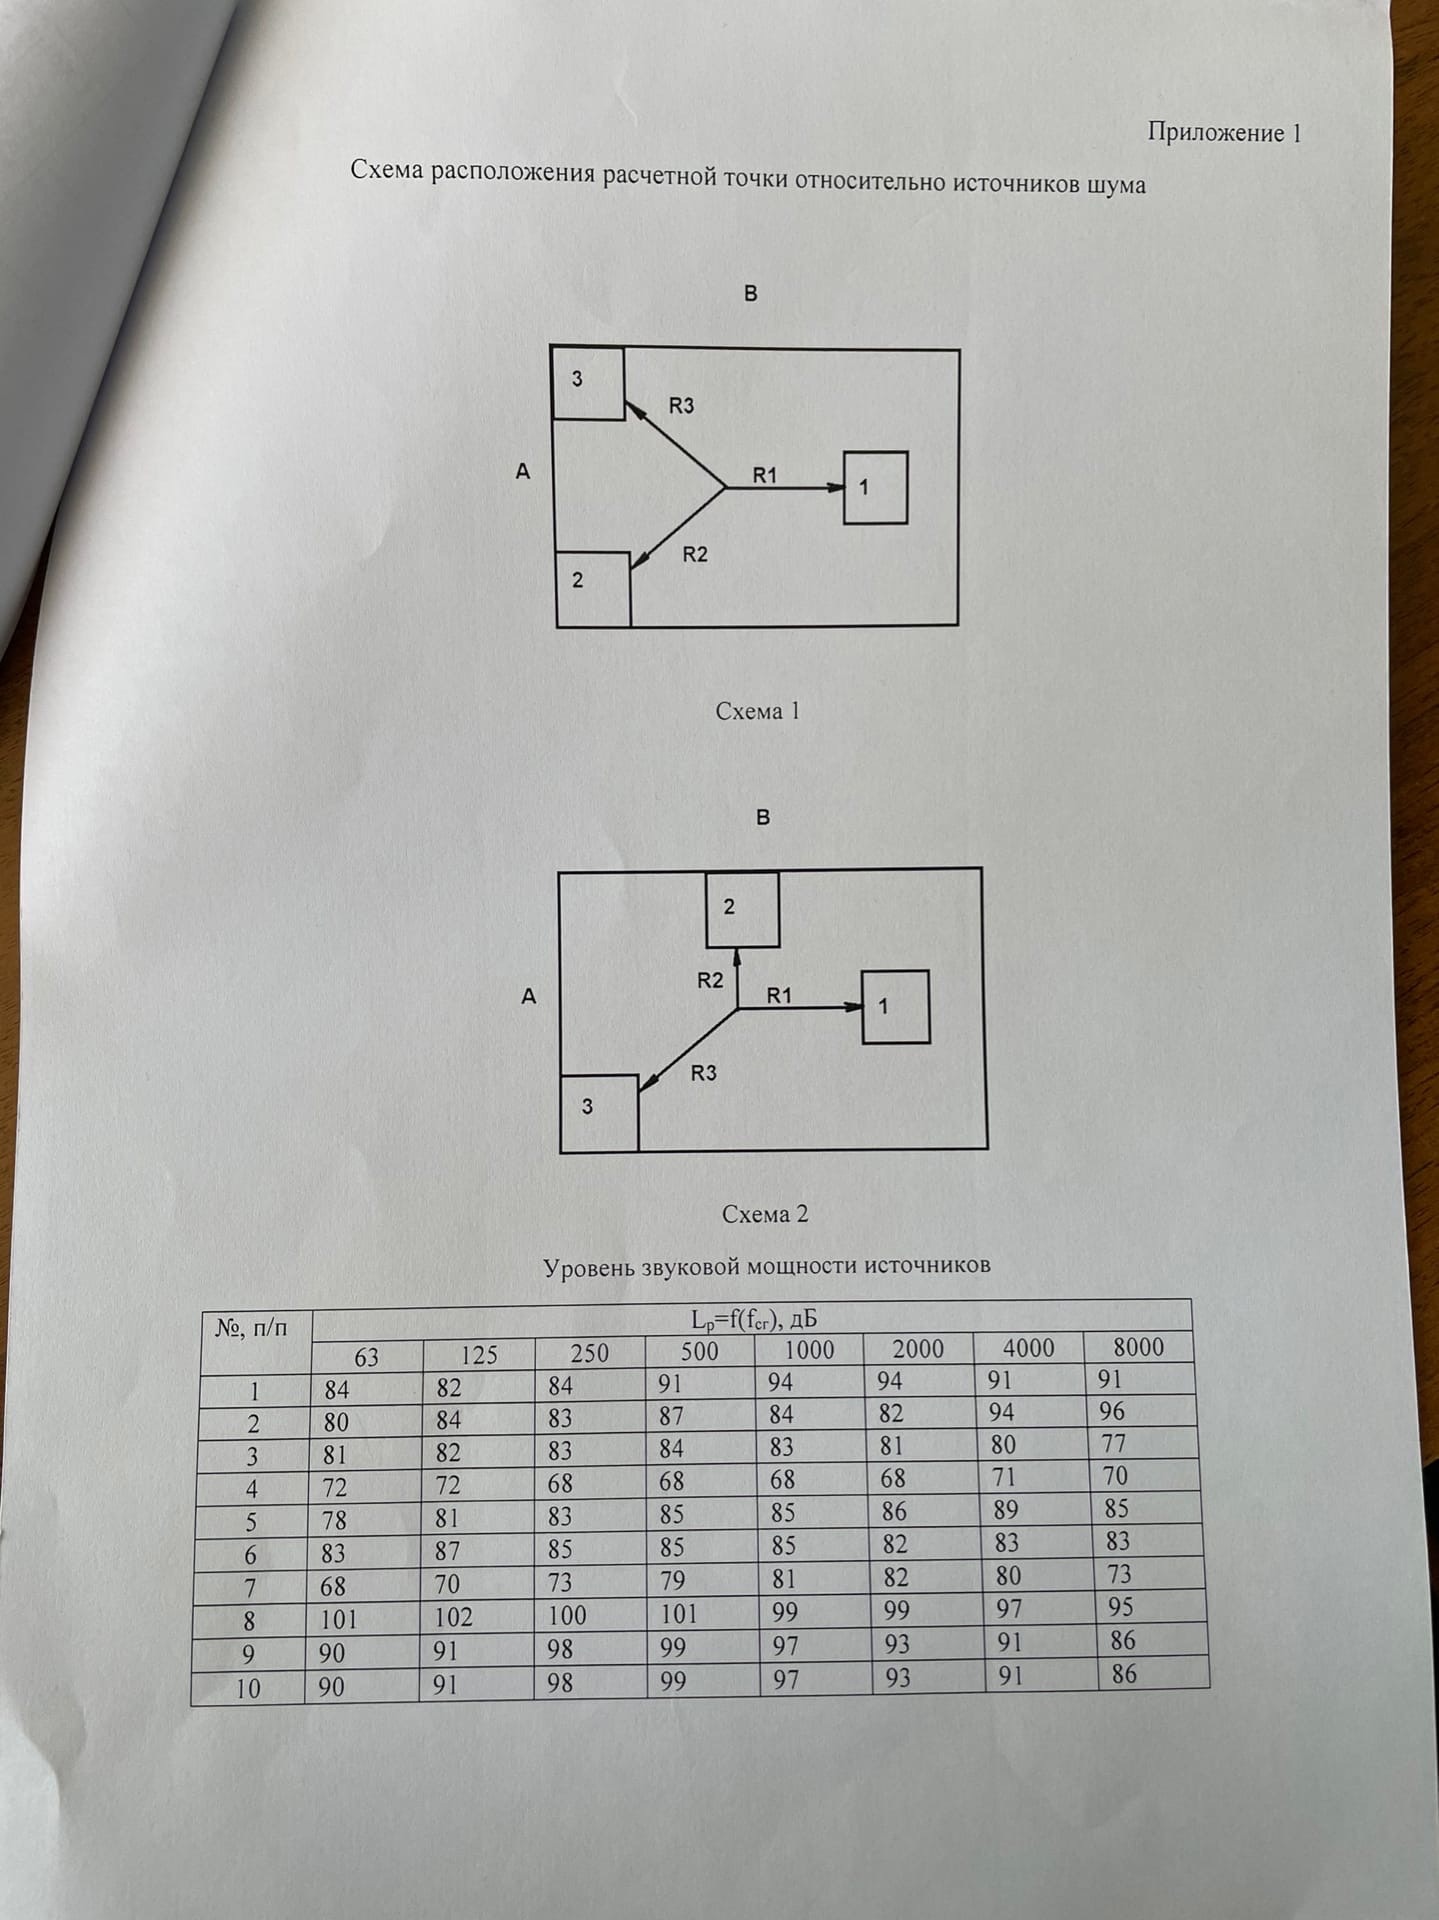 Приложение 1
Схема расположения расчетной точки относительно источников шума
В
3
R3
А
R1
1
R2
2
Схема 1
В
2
R2
А
R1
1
R3
3
Схема 2
Уровень звуковой мощности источников
№, п/п Lp=f(fсг), дБ
63 125 250 500 1000 2000 4000 8000
1 84 82 84 91 94 94 91 91
2 80 84 83 87 84 82 94 96
3 81 82 83 84 83 81 80 77
4 72 72 68 68 68 68 71 70
5 78 81 83 85 85 86 89 85
6 83 87 85 85 85 82 83 83
7 68 70 73 79 81 82 80 73
8 101 102 100 101 99 99 97 95
9 90 91 98 99 97 93 91 86
10 90 91 98 99 97 93 91 86